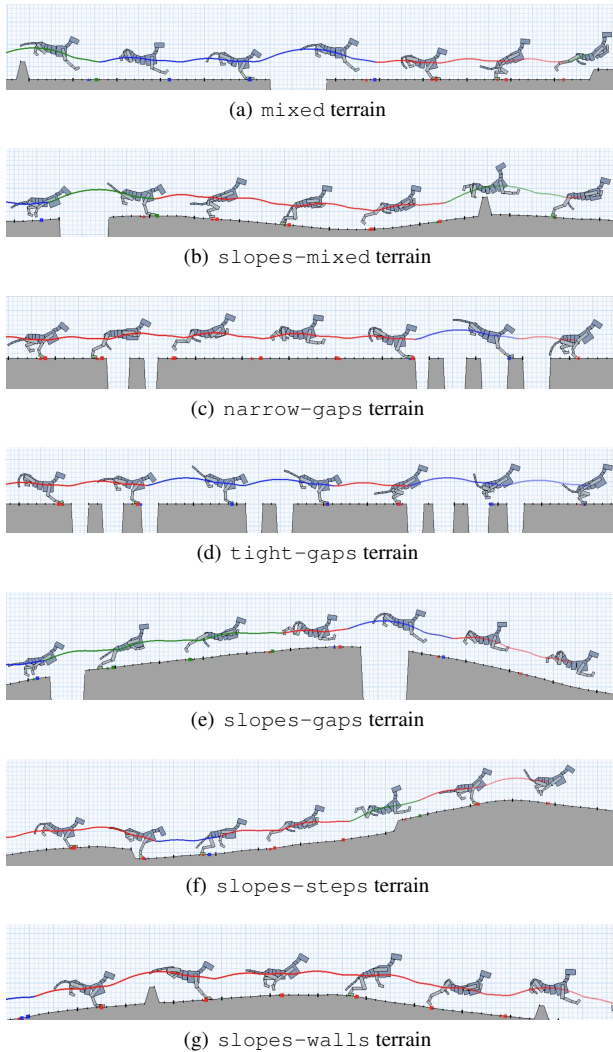 (a) mixed terrain
(b) slopes-mixed terrain
(c) narrow-gaps terrain
(d) tight-gaps terrain
(e) slopes-gaps terrain
(f) slopes-steps terrain
(g) slopes-walls terrain